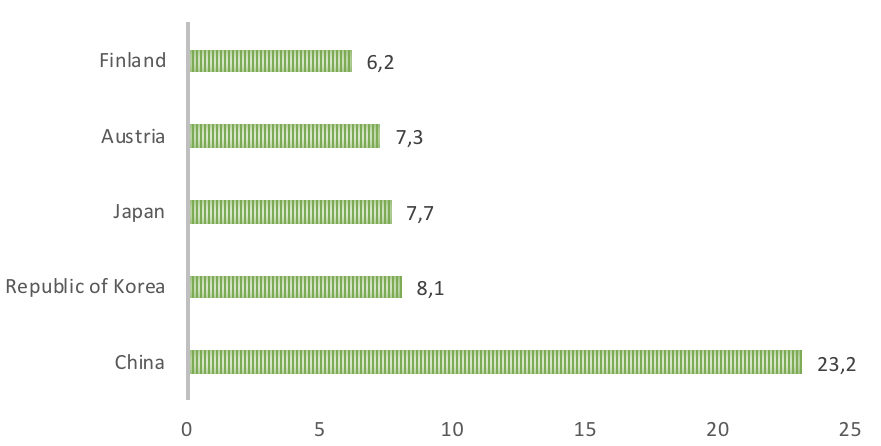 Finland 6,2
Austria 7,3
Japan 7,7
Republic of Korea 8,1
China 23,2
0 5 10 15 20 25